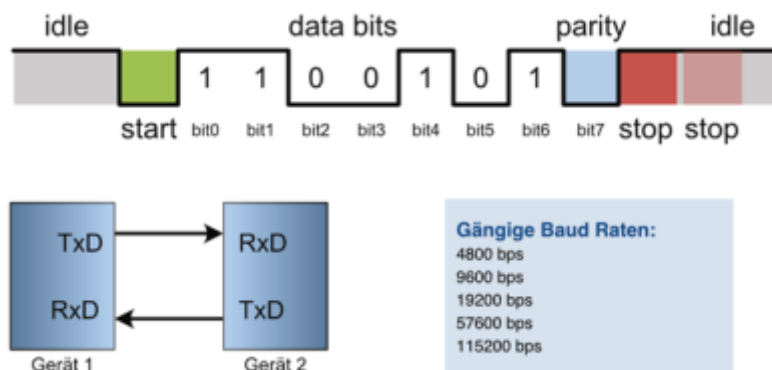 idle data bits parity idle
1 1 0 0 1 0 1
start bit0 bit1 bit2 bit3 bit4 bit5 bit6 bit7 stop stop
TxD RxD
RxD TxD
Gerät 1 Gerät 2
Gängige Baud Raten:
4800 bps
9600 bps
19200 bps
57600 bps
115200 bps